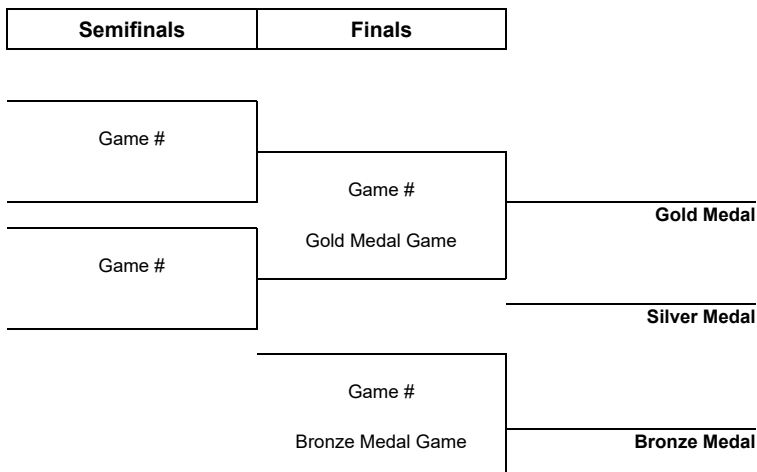 Semifinals Finals
Game #
Game #
Gold Medal
Gold Medal Game
Game #
Silver Medal
Game #
Bronze Medal Game Bronze Medal